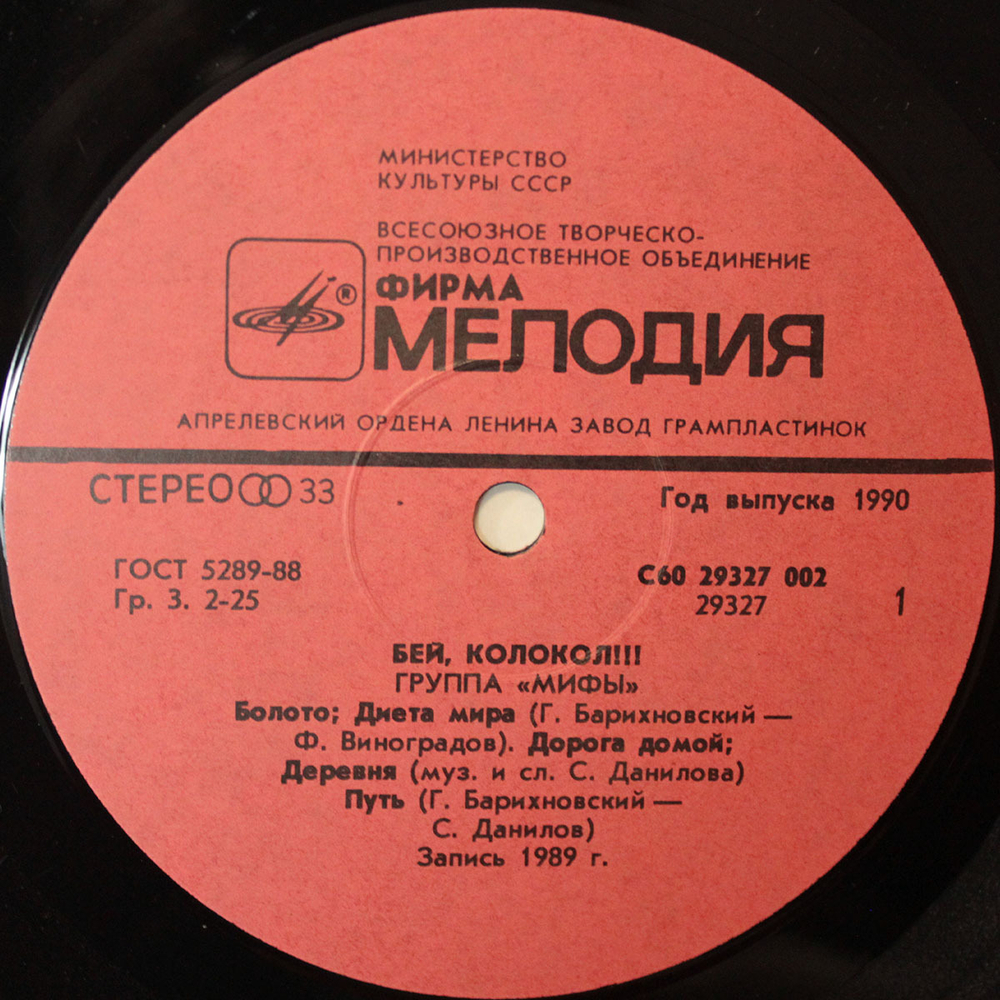 МИНИСТЕРСТВО
КУЛЬТУРЫ СССР
ВСЕСОЮЗНОЕ ТВОРЧЕСКО-
ПРОИЗВОДСТВЕННОЕ ОБЪЕДИНЕНИЕ
®
ФИРМА
МЕЛОДИЯ
АПРЕЛЕВСКИЙ ОРДЕНА ЛЕНИНА ЗАВОД ГРАМПЛАСТИНОК
СТЕРЕО 33
Год выпуска 1990
ГОСТ 5289-88
Гр. 3. 2-25
С60 29327 002
29327
1
БЕЙ, КОЛОКОЛ!!!
ГРУППА «МИФЫ»
Болото; Диета мира (Г. Барихновский —
Ф. Виноградов). Дорога домой;
Деревня (муз. и сл. С. Данилова)
Путь (Г. Барихновский —
С. Данилов)
Запись 1989 г.